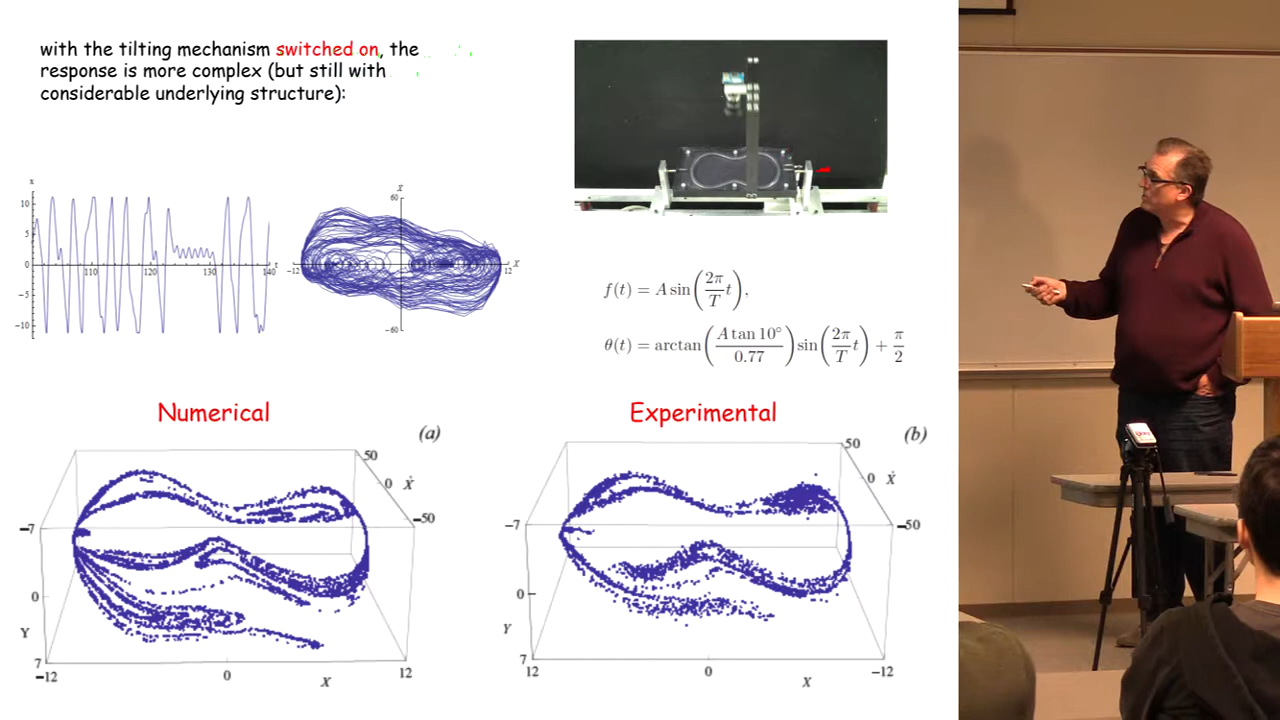 with the tilting mechanism switched on, the
response is more complex (but still with
considerable underlying structure):
x
10
5
0
-5
-10
110
120
130
140
t
Ẋ
60
-12
12
X
-60
f(t) = A sin(2π/T t),
θ(t) = arctan(A tan 10°/0.77) sin(2π/T t) + π/2
Numerical
(a)
50
0
Ẋ
-50
-7
0
Y
7
-12
0
12
X
Experimental
(b)
50
0
Ẋ
-50
-7
0
Y
7
12
0
-12
X